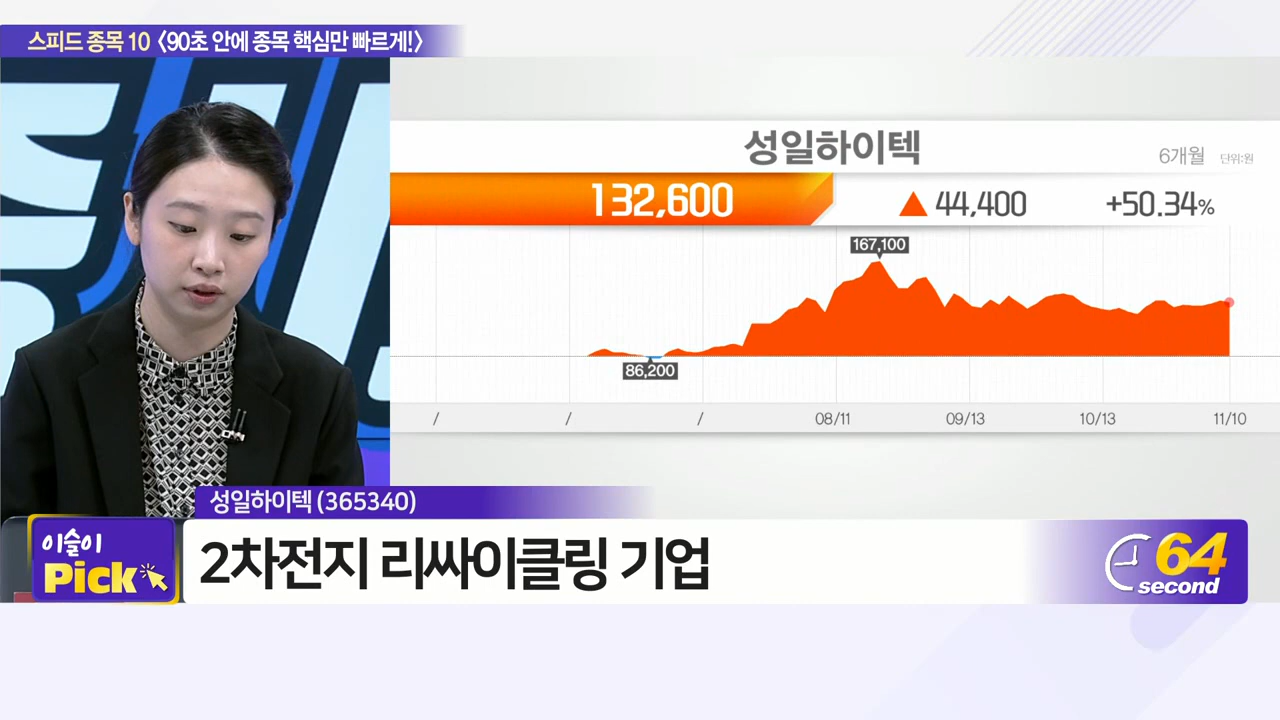 스피드 종목 10 〈90초 안에 종목 핵심만 빠르게!〉
성일하이텍
6개월 단위:원
132,600 ▲ 44,400 +50.34%
167,100
86,200
/ / / 08/11 09/13 10/13 11/10
성일하이텍 (365340)
이슬이
Pick
2차전지 리싸이클링 기업
64
second